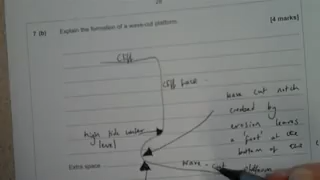 28
7 (b) Explain the formation of a wave-cut platform.
[4 marks]
Cliff
Cliff face
wave cut notch
created by
erosion leaves
a 'foot' at the
bottom of the
high tide water
level
Extra space
wave-cut platform